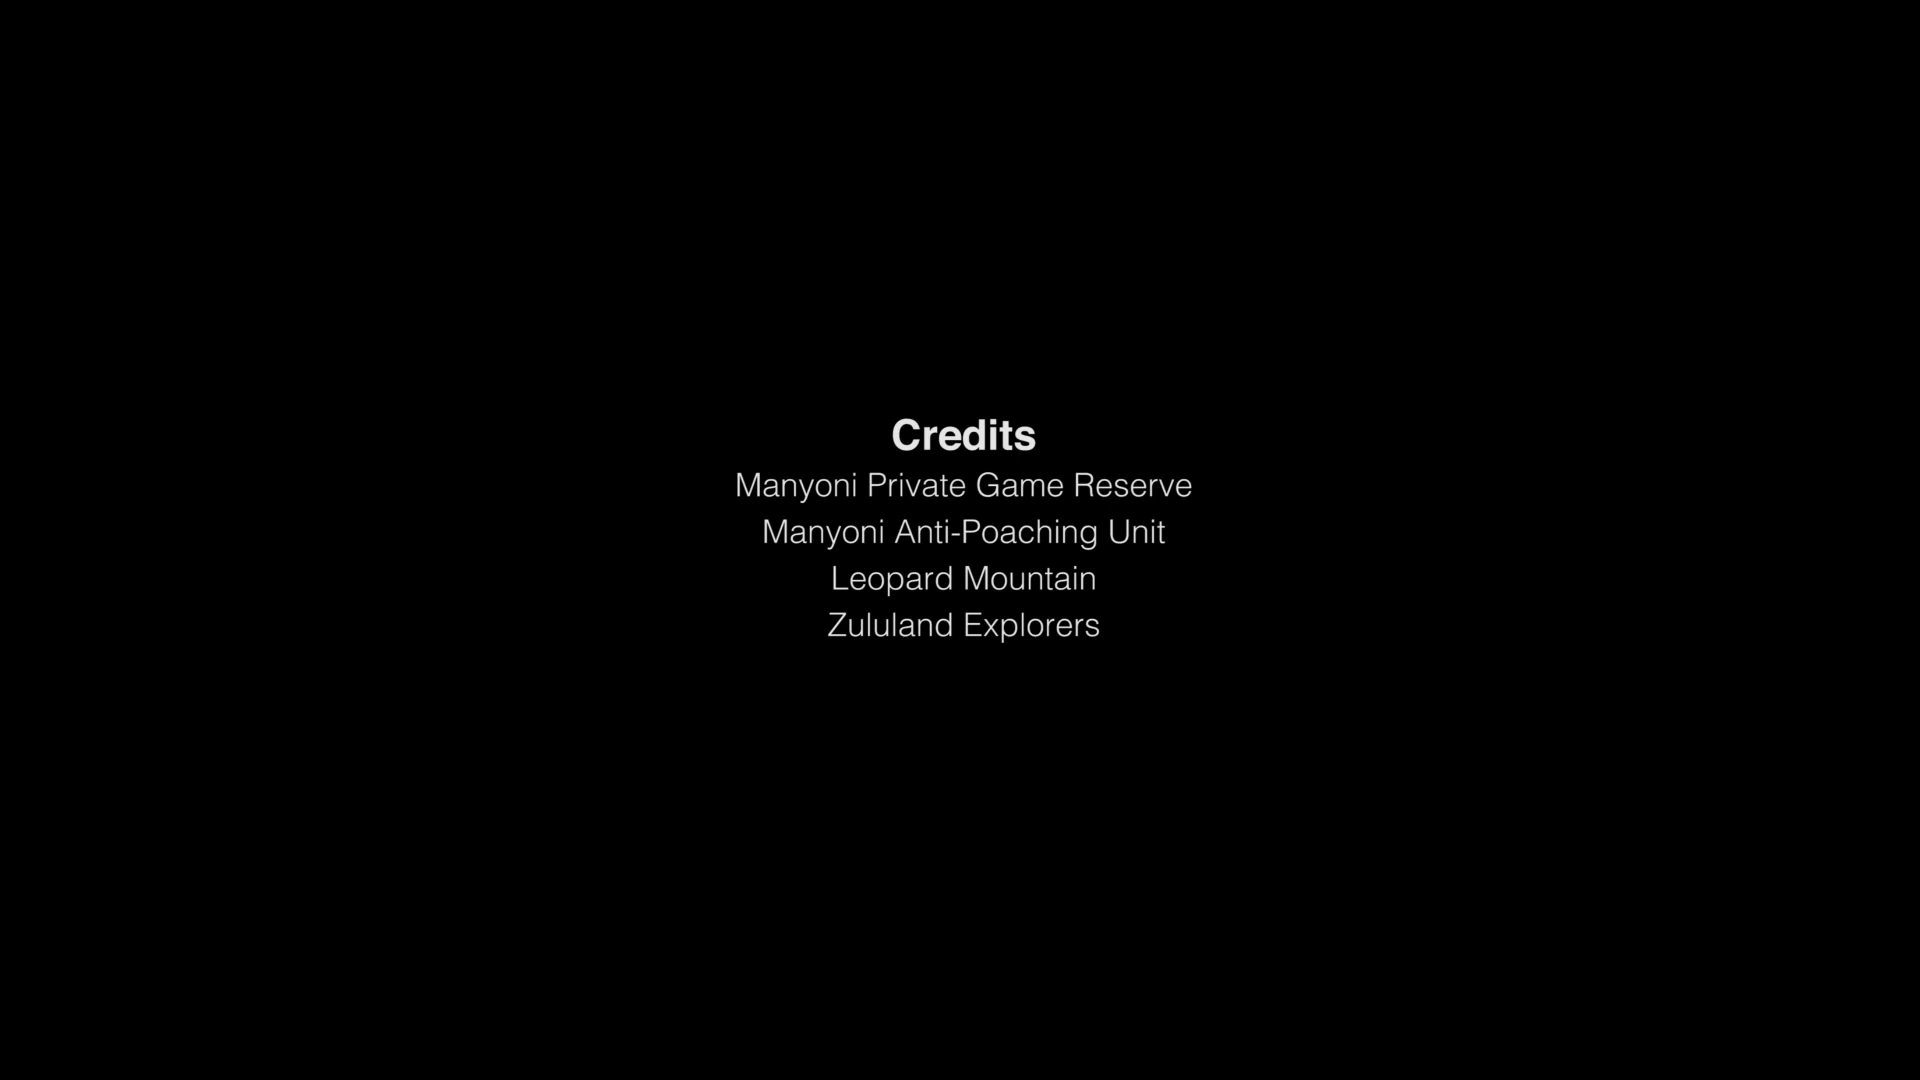 Credits
Manyoni Private Game Reserve
Manyoni Anti-Poaching Unit
Leopard Mountain
Zululand Explorers